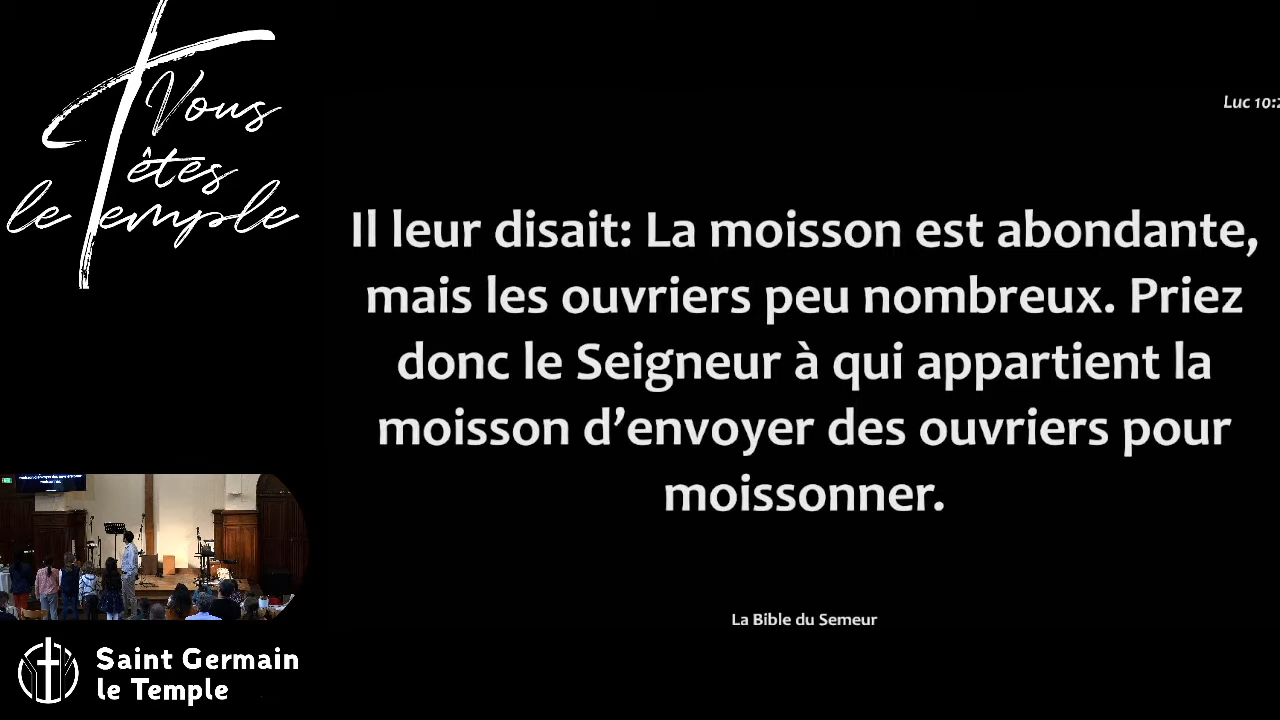 Vous
êtes
le Temple
Luc 10:2
Il leur disait: La moisson est abondante,
mais les ouvriers peu nombreux. Priez
donc le Seigneur à qui appartient la
moisson d’envoyer des ouvriers pour
moissonner.
La Bible du Semeur
Saint Germain
le Temple